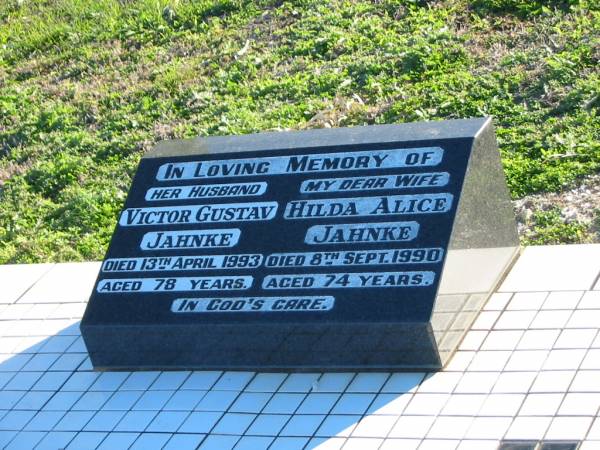 IN LOVING MEMORY OF
HER HUSBAND
VICTOR GUSTAV
JAHNKE
DIED 13TH APRIL 1993
AGED 78 YEARS.
MY DEAR WIFE
HILDA ALICE
JAHNKE
DIED 8TH SEPT. 1990
AGED 74 YEARS.
IN GOD'S CARE.